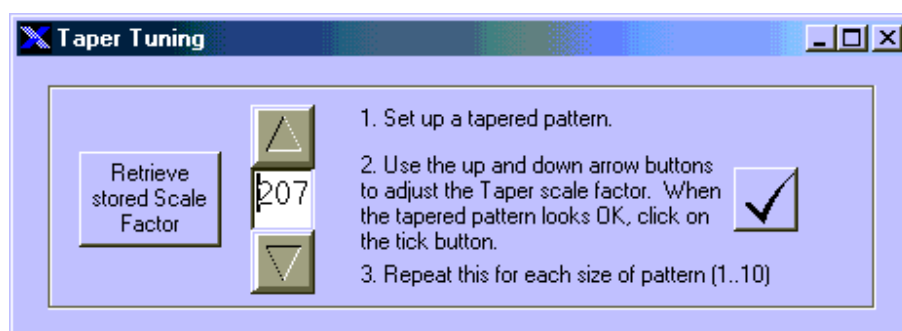 Taper Tuning
Retrieve
stored Scale
Factor
207
1. Set up a tapered pattern.
2. Use the up and down arrow buttons
to adjust the Taper scale factor. When
the tapered pattern looks OK, click on
the tick button.
3. Repeat this for each size of pattern (1..10)